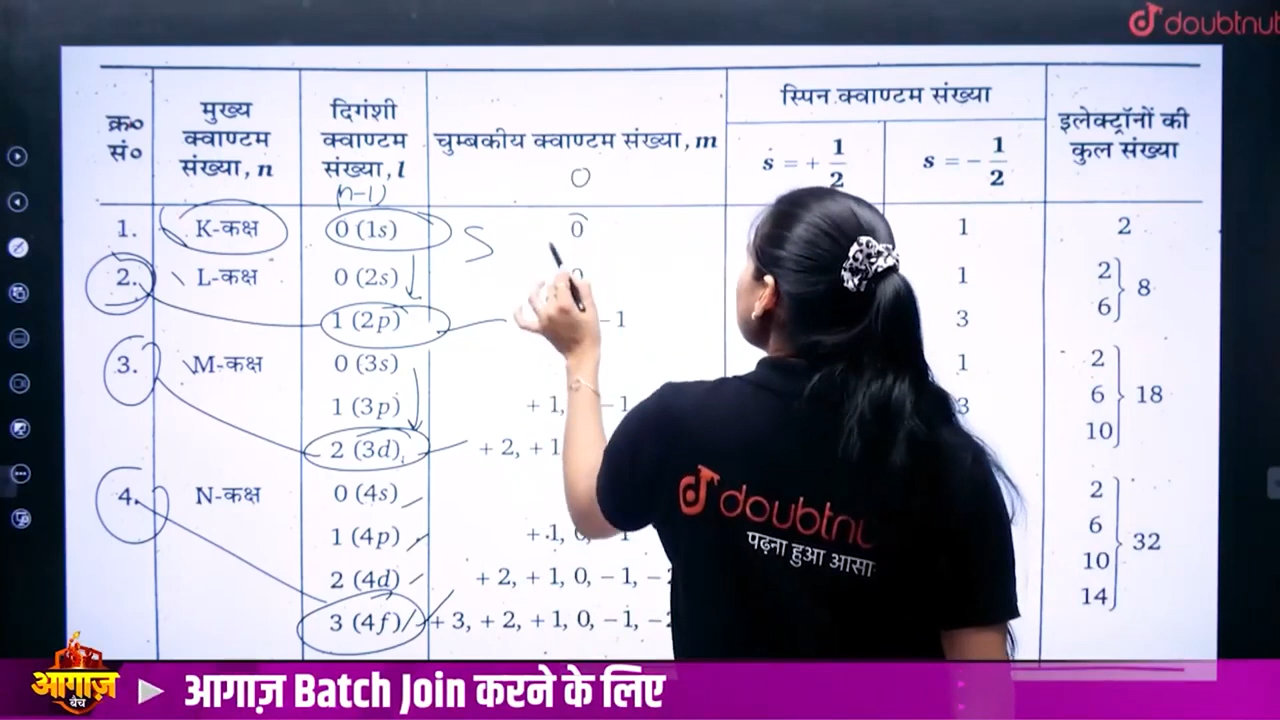 doubtnut
क्र०
सं०
मुख्य
क्वाण्टम
संख्या, n
दिगंशी
क्वाण्टम
संख्या, l
(n-1)
चुम्बकीय क्वाण्टम संख्या, m
0
स्पिन क्वाण्टम संख्या
s = + 1/2
s = - 1/2
इलेक्ट्रॉनों की
कुल संख्या
1. K-कक्ष 0 (1s) S 0 1 2
2. L-कक्ष 0 (2s) 0 1 2
1 (2p) -1 3 6 } 8
3. M-कक्ष 0 (3s) 1 2
1 (3p) +1, -1 3 6 } 18
2 (3d) +2, +1 10
4. N-कक्ष 0 (4s) 2
1 (4p) +1, 6
2 (4d) +2, +1, 0, -1, 10 } 32
3 (4f) +3, +2, +1, 0, -1, 14
doubtnu
पढ़ना हुआ आसा
आगाज़
बैच
आगाज़ Batch Join करने के लिए